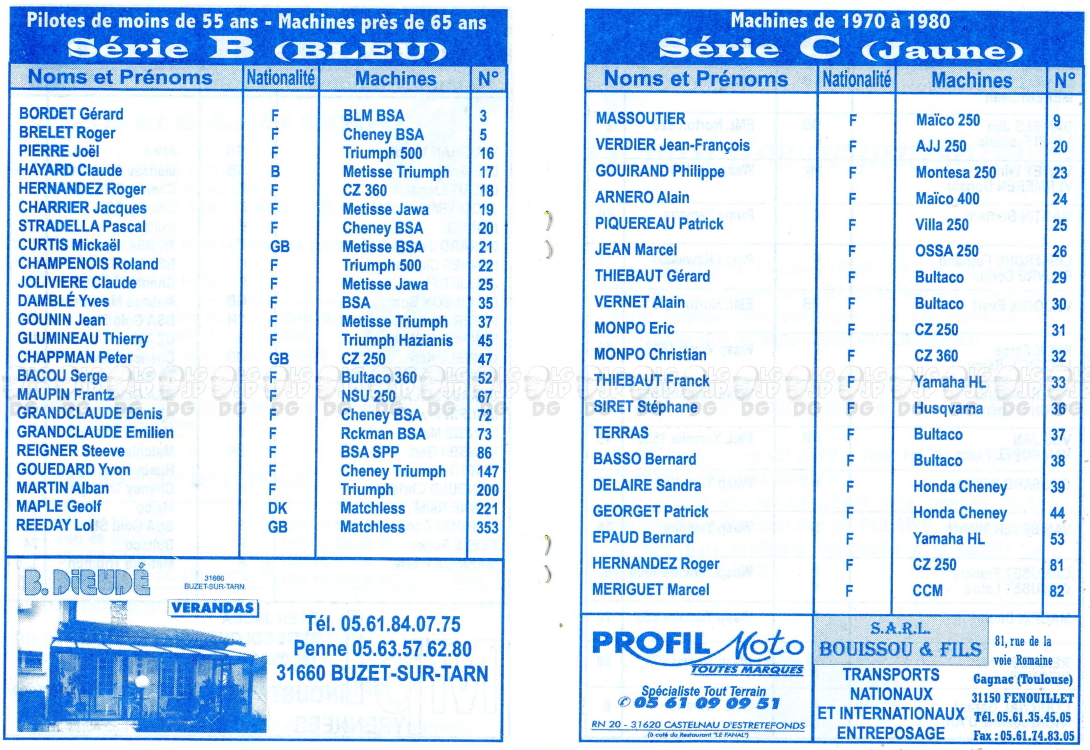 Pilotes de moins de 55 ans - Machines près de 65 ans
Série B (BLEU)
Noms et Prénoms Nationalité Machines N°
BORDET Gérard F BLM BSA 3
BRELET Roger F Cheney BSA 5
PIERRE Joël F Triumph 500 16
HAYARD Claude B Metisse Triumph 17
HERNANDEZ Roger F CZ 360 18
CHARRIER Jacques F Metisse Jawa 19
STRADELLA Pascal F Cheney BSA 20
CURTIS Mickaël GB Metisse BSA 21
CHAMPENOIS Roland F Triumph 500 22
JOLIVIERE Claude F Metisse Jawa 25
DAMBLÉ Yves F BSA 35
GOUNIN Jean F Metisse Triumph 37
GLUMINEAU Thierry F Triumph Hazianis 45
CHAPPMAN Peter GB CZ 250 47
BACOU Serge F Bultaco 360 52
MAUPIN Frantz F NSU 250 67
GRANDCLAUDE Denis F Cheney BSA 72
GRANDCLAUDE Emilien F Rckman BSA 73
REIGNER Steeve F BSA SPP 86
GOUEDARD Yvon F Cheney Triumph 147
MARTIN Alban F Triumph 200
MAPLE Geolf DK Matchless 221
REEDAY Lol GB Matchless 353
B. DiEUDÉ
31660
BUZET-SUR-TARN
VERANDAS
Tél. 05.61.84.07.75
Penne 05.63.57.62.80
31660 BUZET-SUR-TARN
Machines de 1970 à 1980
Série C (Jaune)
Noms et Prénoms Nationalité Machines N°
MASSOUTIER F Maïco 250 9
VERDIER Jean-François F AJJ 250 20
GOUIRAND Philippe F Montesa 250 23
ARNERO Alain F Maïco 400 24
PIQUEREAU Patrick F Villa 250 25
JEAN Marcel F OSSA 250 26
THIEBAUT Gérard F Bultaco 29
VERNET Alain F Bultaco 30
MONPO Eric F CZ 250 31
MONPO Christian F CZ 360 32
THIEBAUT Franck F Yamaha HL 33
SIRET Stéphane F Husqvarna 36
TERRAS F Bultaco 37
BASSO Bernard F Bultaco 38
DELAIRE Sandra F Honda Cheney 39
GEORGET Patrick F Honda Cheney 44
EPAUD Bernard F Yamaha HL 53
HERNANDEZ Roger F CZ 250 81
MERIGUET Marcel F CCM 82
PROFIL Moto
TOUTES MARQUES
Spécialiste Tout Terrain
✆ 05 61 09 09 51
RN 20 - 31620 CASTELNAU D'ESTRETEFONDS
(à coté du Restaurant "LE FANAL")
S.A.R.L.
BOUISSOU & FILS
TRANSPORTS
NATIONAUX
ET INTERNATIONAUX
ENTREPOSAGE
81, rue de la
voie Romaine
Gagnac (Toulouse)
31150 FENOUILLET
Tél. 05.61.35.45.05
Fax : 05.61.74.83.05